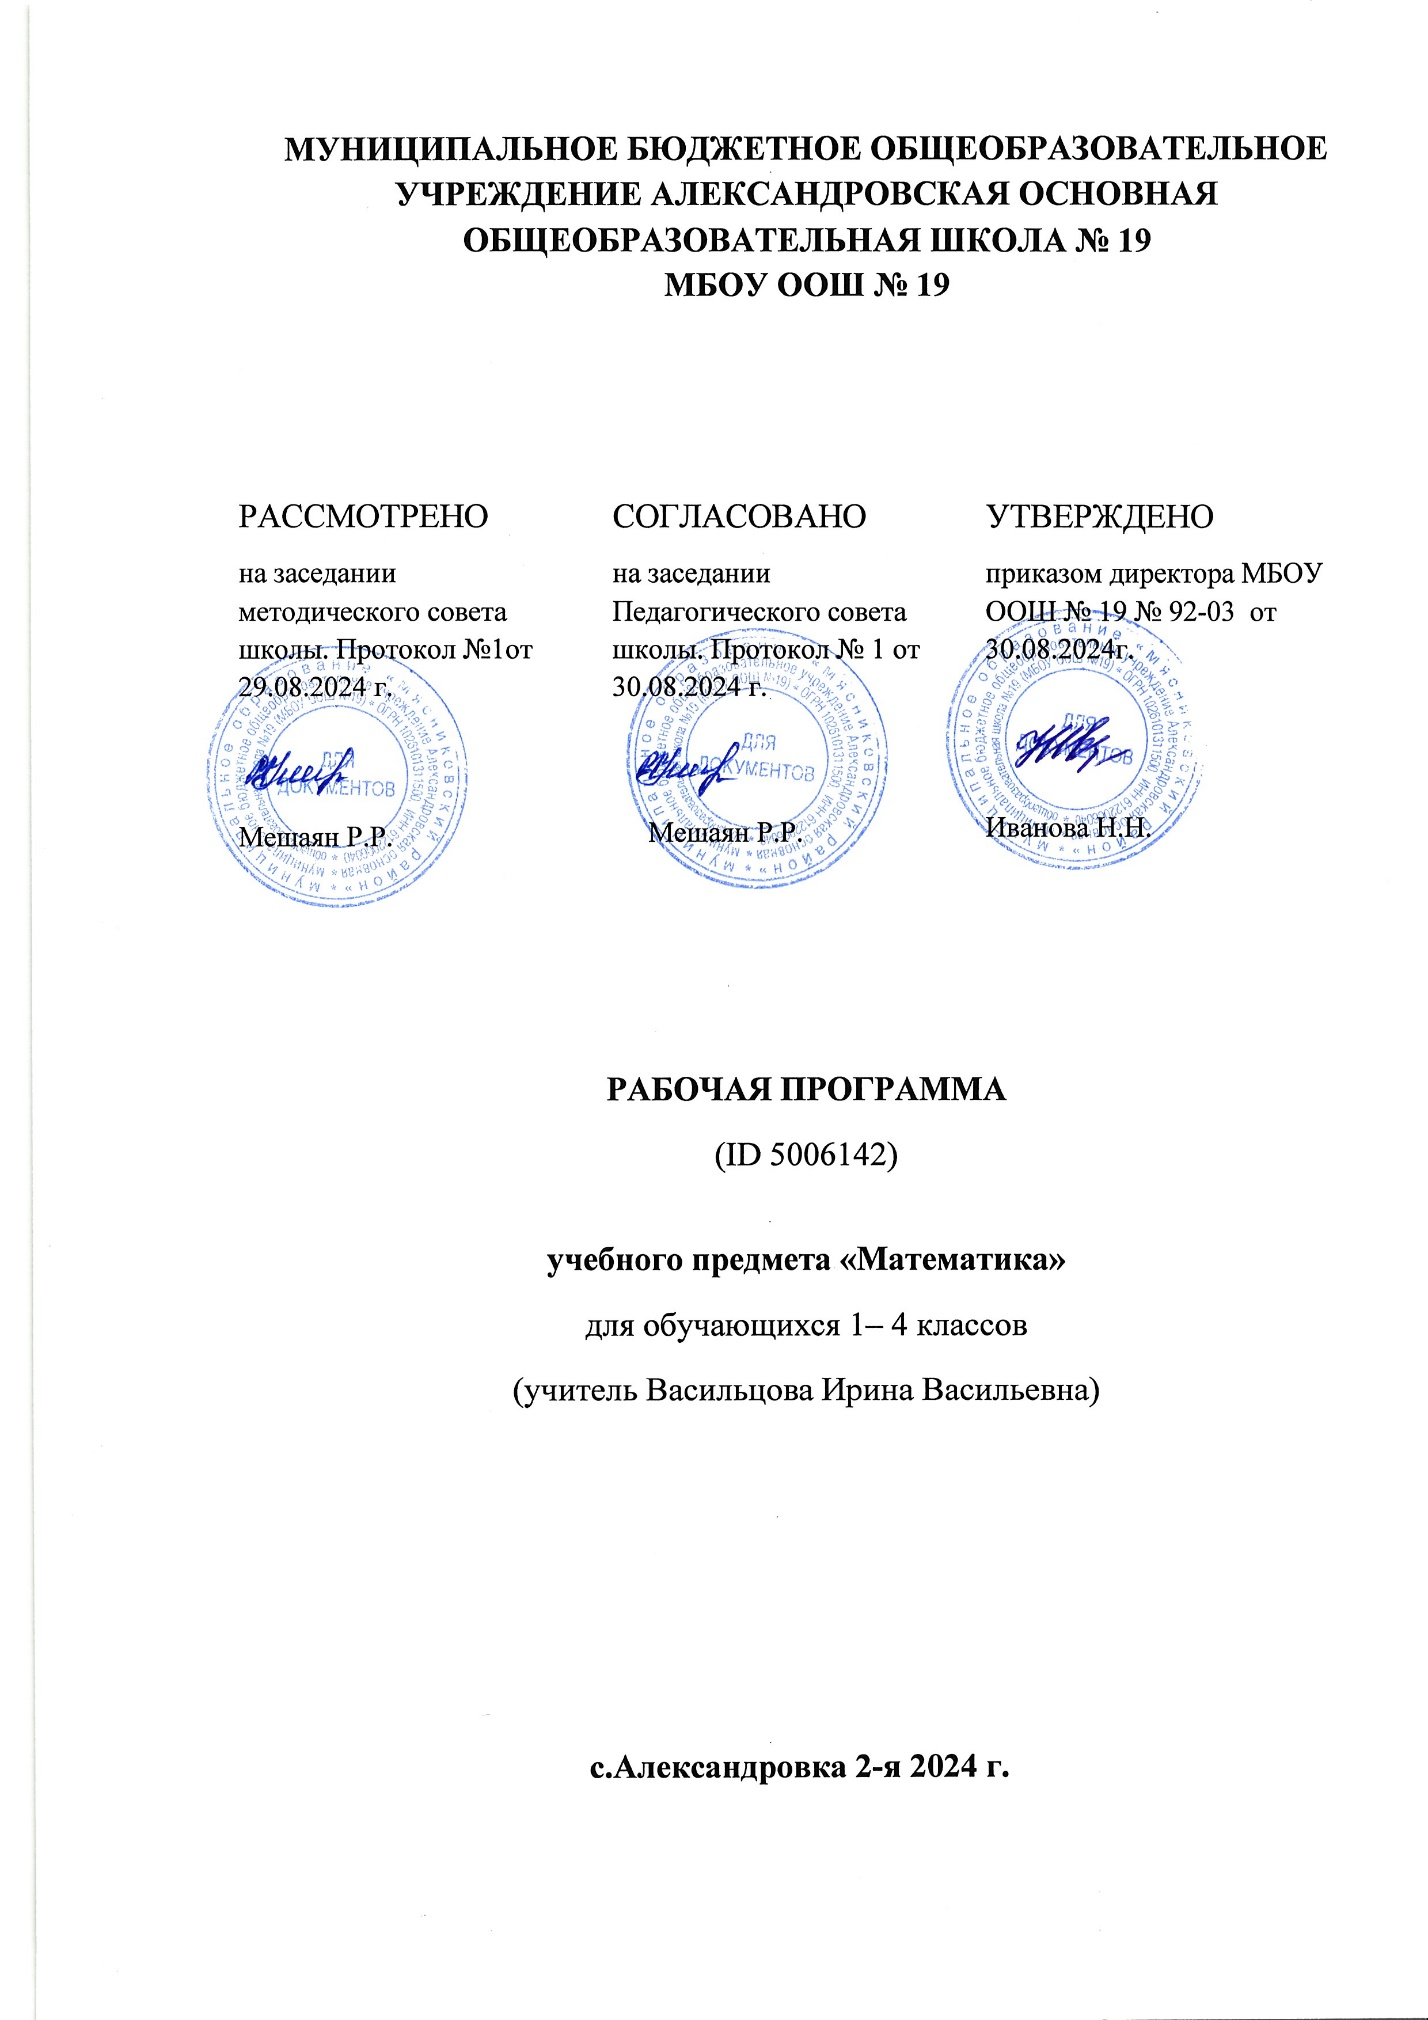 МУНИЦИПАЛЬНОЕ БЮДЖЕТНОЕ ОБЩЕОБРАЗОВАТЕЛЬНОЕ
УЧРЕЖДЕНИЕ АЛЕКСАНДРОВСКАЯ ОСНОВНАЯ
ОБЩЕОБРАЗОВАТЕЛЬНАЯ ШКОЛА № 19
МБОУ ООШ № 19
РАССМОТРЕНО
на заседании
методического совета
школы. Протокол №1от
29.08.2024 г.
ДЛЯ
ДОКУМЕНТОВ
Мешаян Р.Р.
СОГЛАСОВАНО
на заседании
Педагогического совета
школы. Протокол № 1 от
30.08.2024 г.
ДЛЯ
ДОКУМЕНТОВ
Мешаян Р.Р.
УТВЕРЖДЕНО
приказом директора МБОУ
ООШ № 19 № 92-03 от
30.08.2024г.
ДЛЯ
Иванова Н.Н.
РАБОЧАЯ ПРОГРАММА
(ID 5006142)
учебного предмета «Математика»
для обучающихся 1– 4 классов
(учитель Васильцова Ирина Васильевна)
с.Александровка 2-я 2024 г.